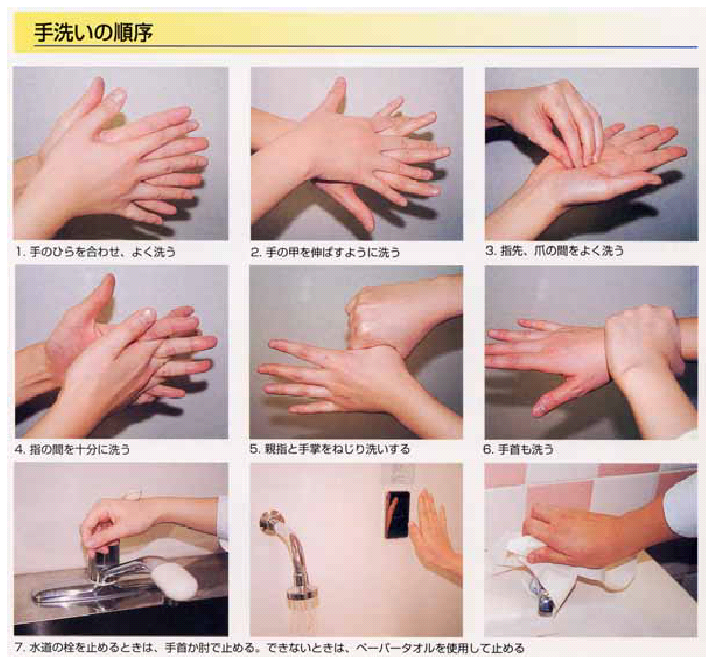 手洗いの順序
1. 手のひらを合わせ、よく洗う
2. 手の甲を伸ばすように洗う
3. 指先、爪の間をよく洗う
4. 指の間を十分に洗う
5. 親指と手掌をねじり洗いする
6. 手首も洗う
7. 水道の栓を止めるときは、手首か肘で止める。できないときは、ペーパータオルを使用して止める